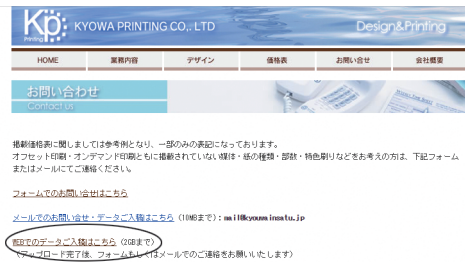 Kp:
Printing
KYOWA PRINTING CO,. LTD
Design&Printing
HOME 業務内容 デザイン 価格表 お問い合せ 会社概要
お問い合わせ
Contact us
掲載価格表に関しましては参考例となり、一部のみの表記になっております。
オフセット印刷・オンデマンド印刷ともに掲載されていない媒体・紙の種類・部数・特色刷りなどをお考えの方は、下記フォーム
またはメールにてご連絡ください。
フォームでのお問い合せはこちら
メールでのお問い合せ・データご入稿はこちら（10MBまで）：mail@kyouwainsatu.jp
WEBでのデータご入稿はこちら（2GBまで）
（アップロード完了後、フォームもしくはメールでのご連絡をお願いいたします）